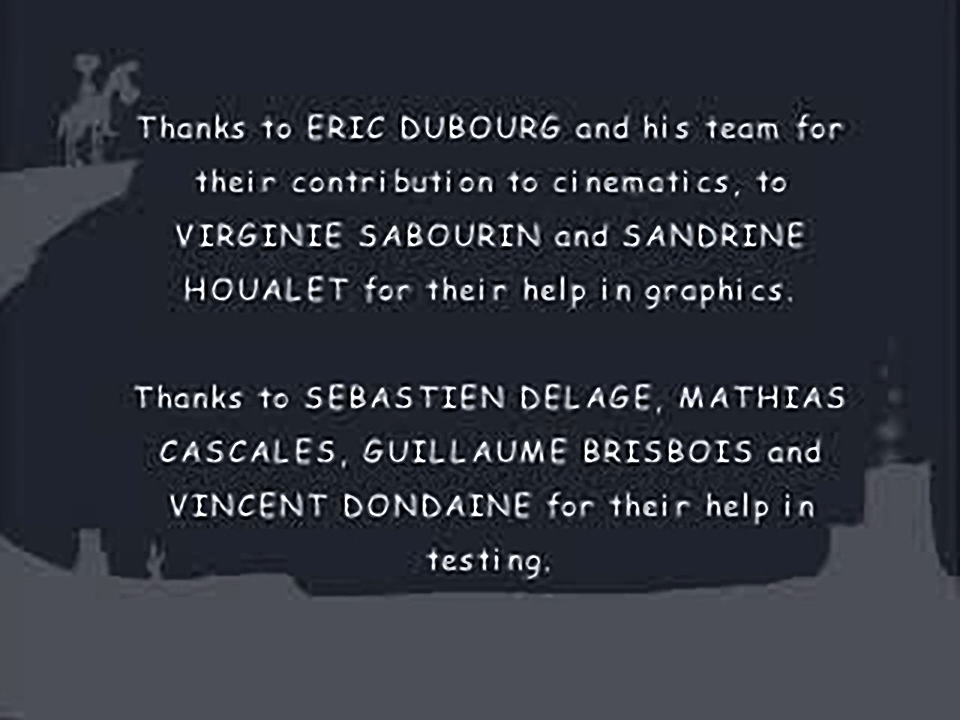 Thanks to ERIC DUBOURG and his team for
their contribution to cinematics, to
VIRGINIE SABOURIN and SANDRINE
HOUALET for their help in graphics.
Thanks to SEBASTIEN DELAGE, MATHIAS
CASCALES, GUILLAUME BRISBOIS and
VINCENT DONDAINE for their help in
testing.